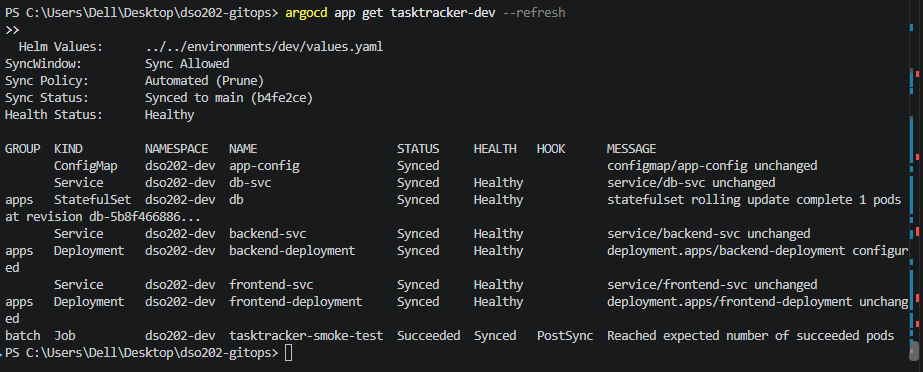 PS C:\Users\Dell\Desktop\dso202-gitops> argocd app get tasktracker-dev --refresh
>>
  Helm Values:      ../../environments/dev/values.yaml
SyncWindow:         Sync Allowed
Sync Policy:        Automated (Prune)
Sync Status:        Synced to main (b4fe2ce)
Health Status:      Healthy

GROUP  KIND         NAMESPACE   NAME                    STATUS     HEALTH   HOOK      MESSAGE
       ConfigMap    dso202-dev  app-config              Synced                        configmap/app-config unchanged
       Service      dso202-dev  db-svc                  Synced     Healthy            service/db-svc unchanged
apps   StatefulSet  dso202-dev  db                      Synced     Healthy            statefulset rolling update complete 1 pods
at revision db-5b8f466886...
       Service      dso202-dev  backend-svc             Synced     Healthy            service/backend-svc unchanged
apps   Deployment   dso202-dev  backend-deployment      Synced     Healthy            deployment.apps/backend-deployment configur
ed
       Service      dso202-dev  frontend-svc            Synced     Healthy            service/frontend-svc unchanged
apps   Deployment   dso202-dev  frontend-deployment     Synced     Healthy            deployment.apps/frontend-deployment unchang
ed
batch  Job          dso202-dev  tasktracker-smoke-test  Succeeded  Synced   PostSync  Reached expected number of succeeded pods
PS C:\Users\Dell\Desktop\dso202-gitops>